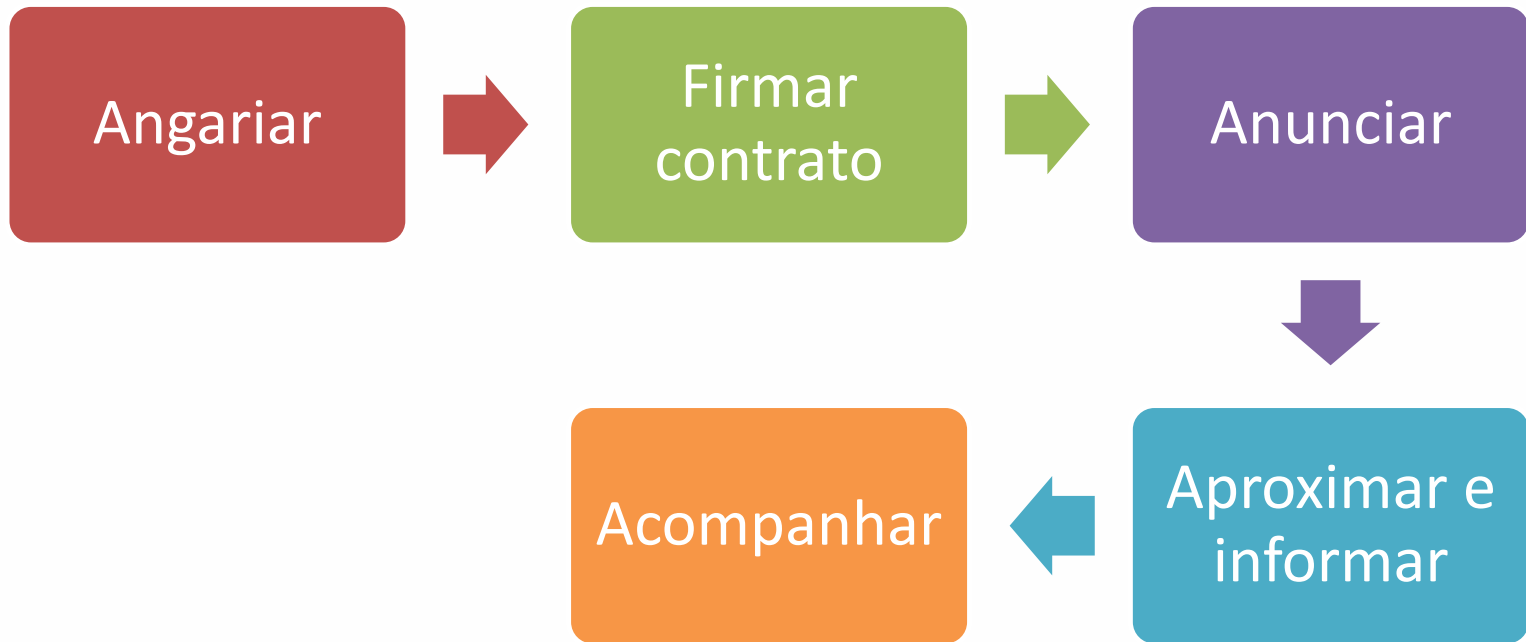 Angariar
Firmar
contrato
Anunciar
Aproximar e
informar
Acompanhar